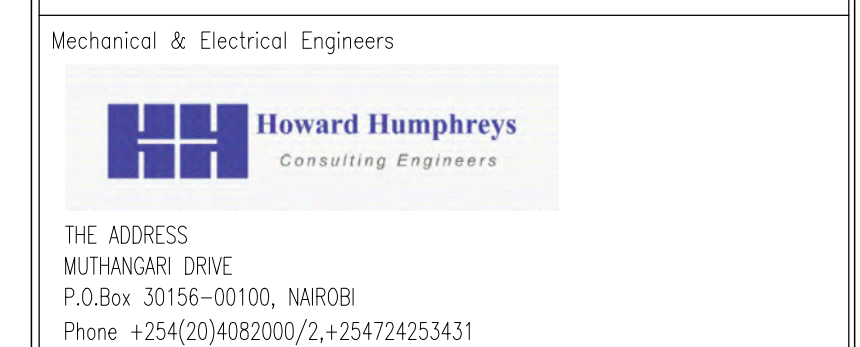 Mechanical & Electrical Engineers
Howard Humphreys
Consulting Engineers
THE ADDRESS
MUTHANGARI DRIVE
P.O.Box 30156-00100, NAIROBI
Phone +254(20)4082000/2,+254724253431